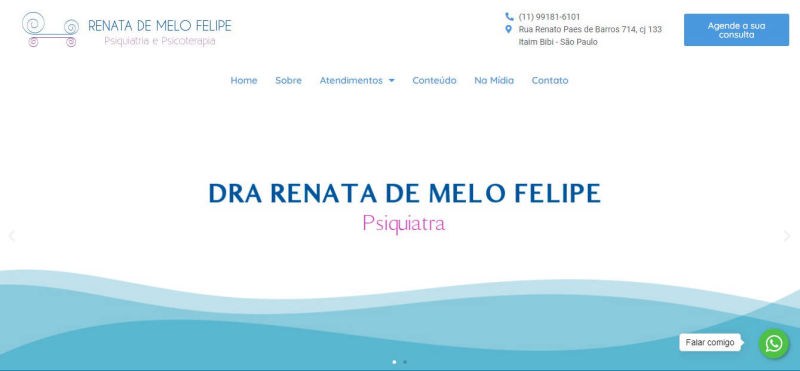 RENATA DE MELO FELIPE
Psiquiatria e Psicoterapia
(11) 99181-6101
Rua Renato Paes de Barros 714, cj 133
Itaim Bibi - São Paulo
Agende a sua
consulta
Home Sobre Atendimentos Conteúdo Na Mídia Contato
DRA RENATA DE MELO FELIPE
Psiquiatra
Falar comigo